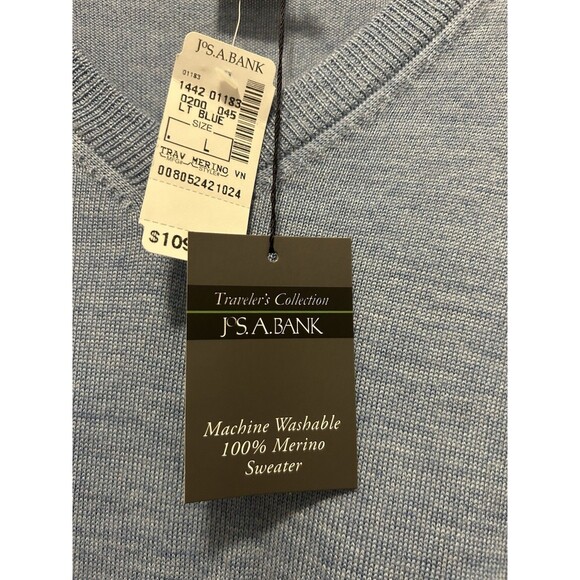 JOS. A. BANK
01183
1442 01183
0200 045
LT BLUE
SIZE
L
TRAV MERINO VN
008052421024
$109
Traveler's Collection
JOS. A. BANK
Machine Washable
100% Merino
Sweater